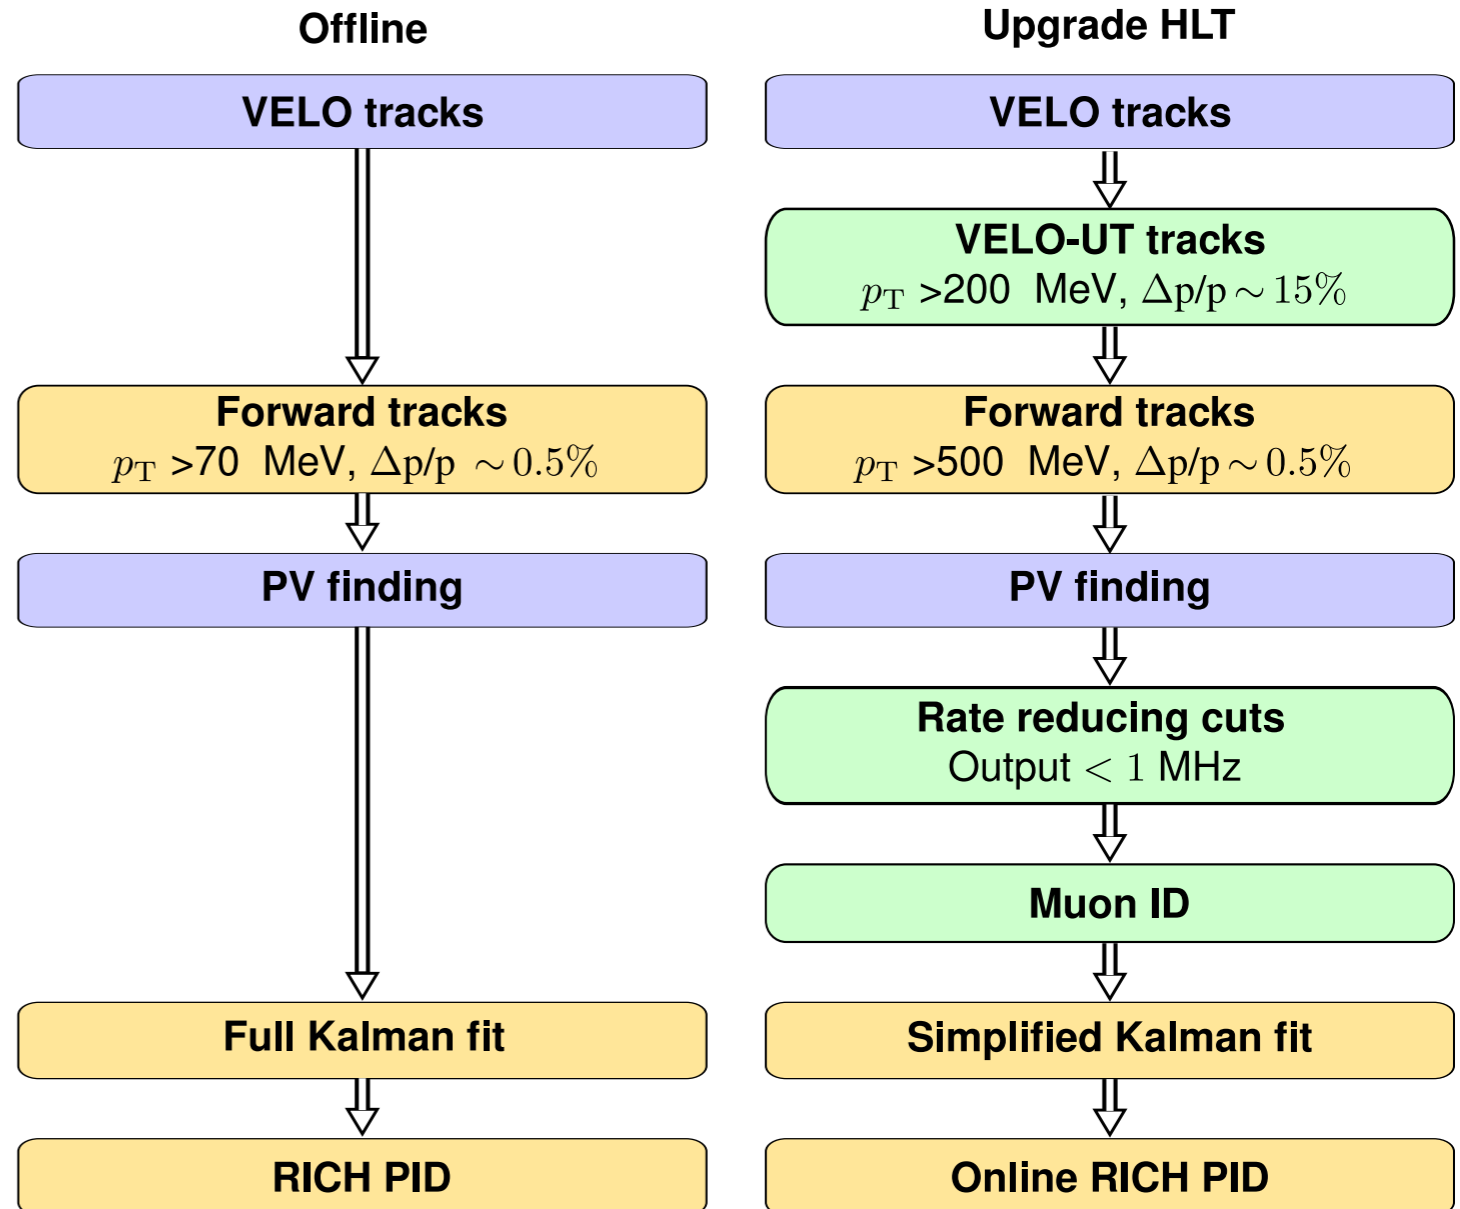 Offline
VELO tracks
Forward tracks
pT >70 MeV, Δp/p ∼ 0.5%
PV finding
Full Kalman fit
RICH PID
Upgrade HLT
VELO tracks
VELO-UT tracks
pT >200 MeV, Δp/p ∼ 15%
Forward tracks
pT >500 MeV, Δp/p ∼ 0.5%
PV finding
Rate reducing cuts
Output < 1 MHz
Muon ID
Simplified Kalman fit
Online RICH PID